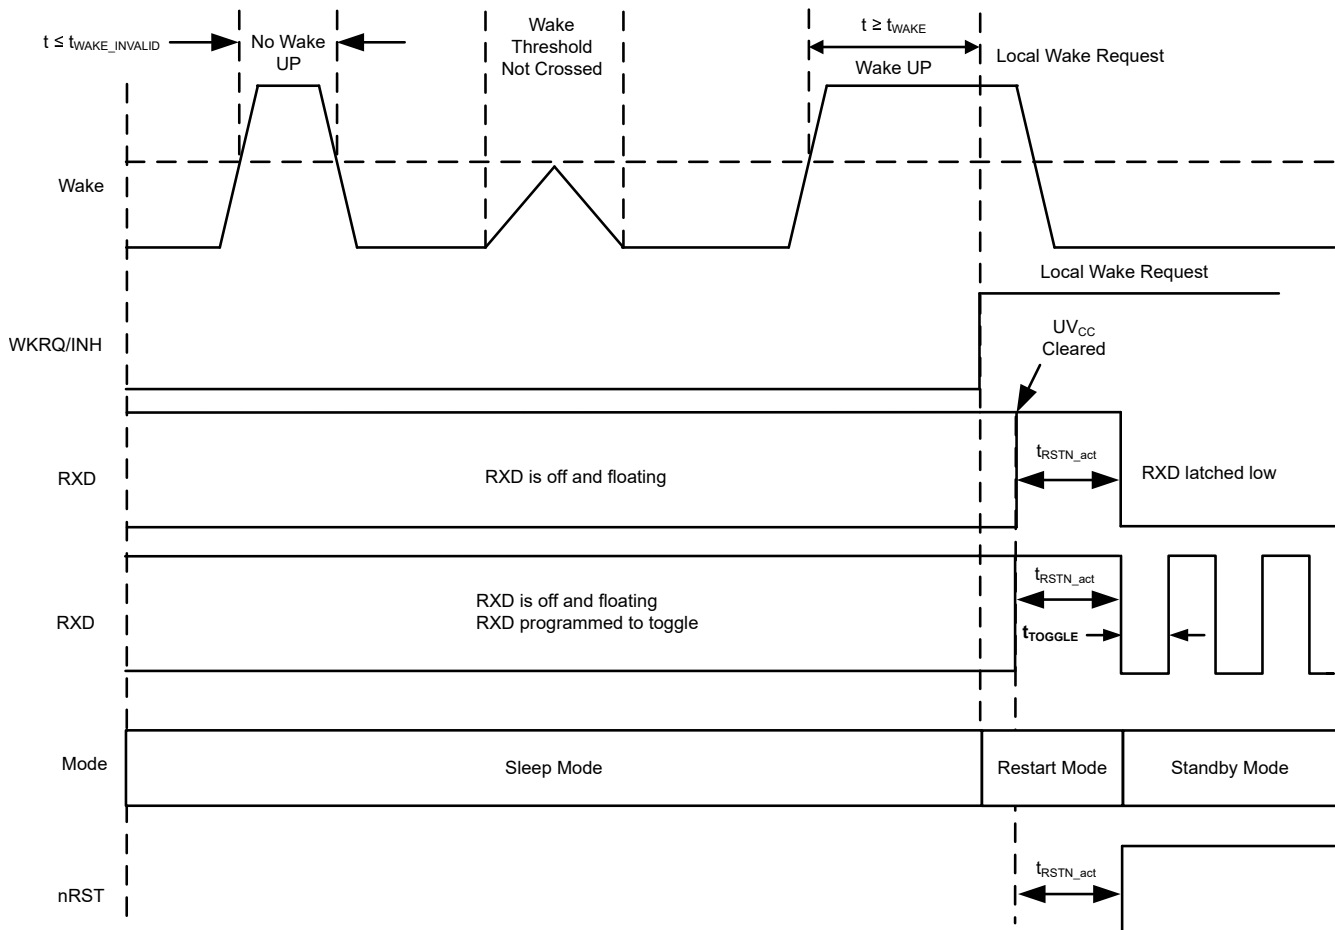 t ≤ tWAKE_INVALID
No Wake
UP
Wake
Threshold
Not Crossed
t ≥ tWAKE
Wake UP
Local Wake Request
Wake
Local Wake Request
WKRQ/INH
UVCC
Cleared
RXD
RXD is off and floating
tRSTN_act
RXD latched low
RXD
RXD is off and floating
RXD programmed to toggle
tRSTN_act
tTOGGLE
Mode
Sleep Mode
Restart Mode
Standby Mode
nRST
tRSTN_act